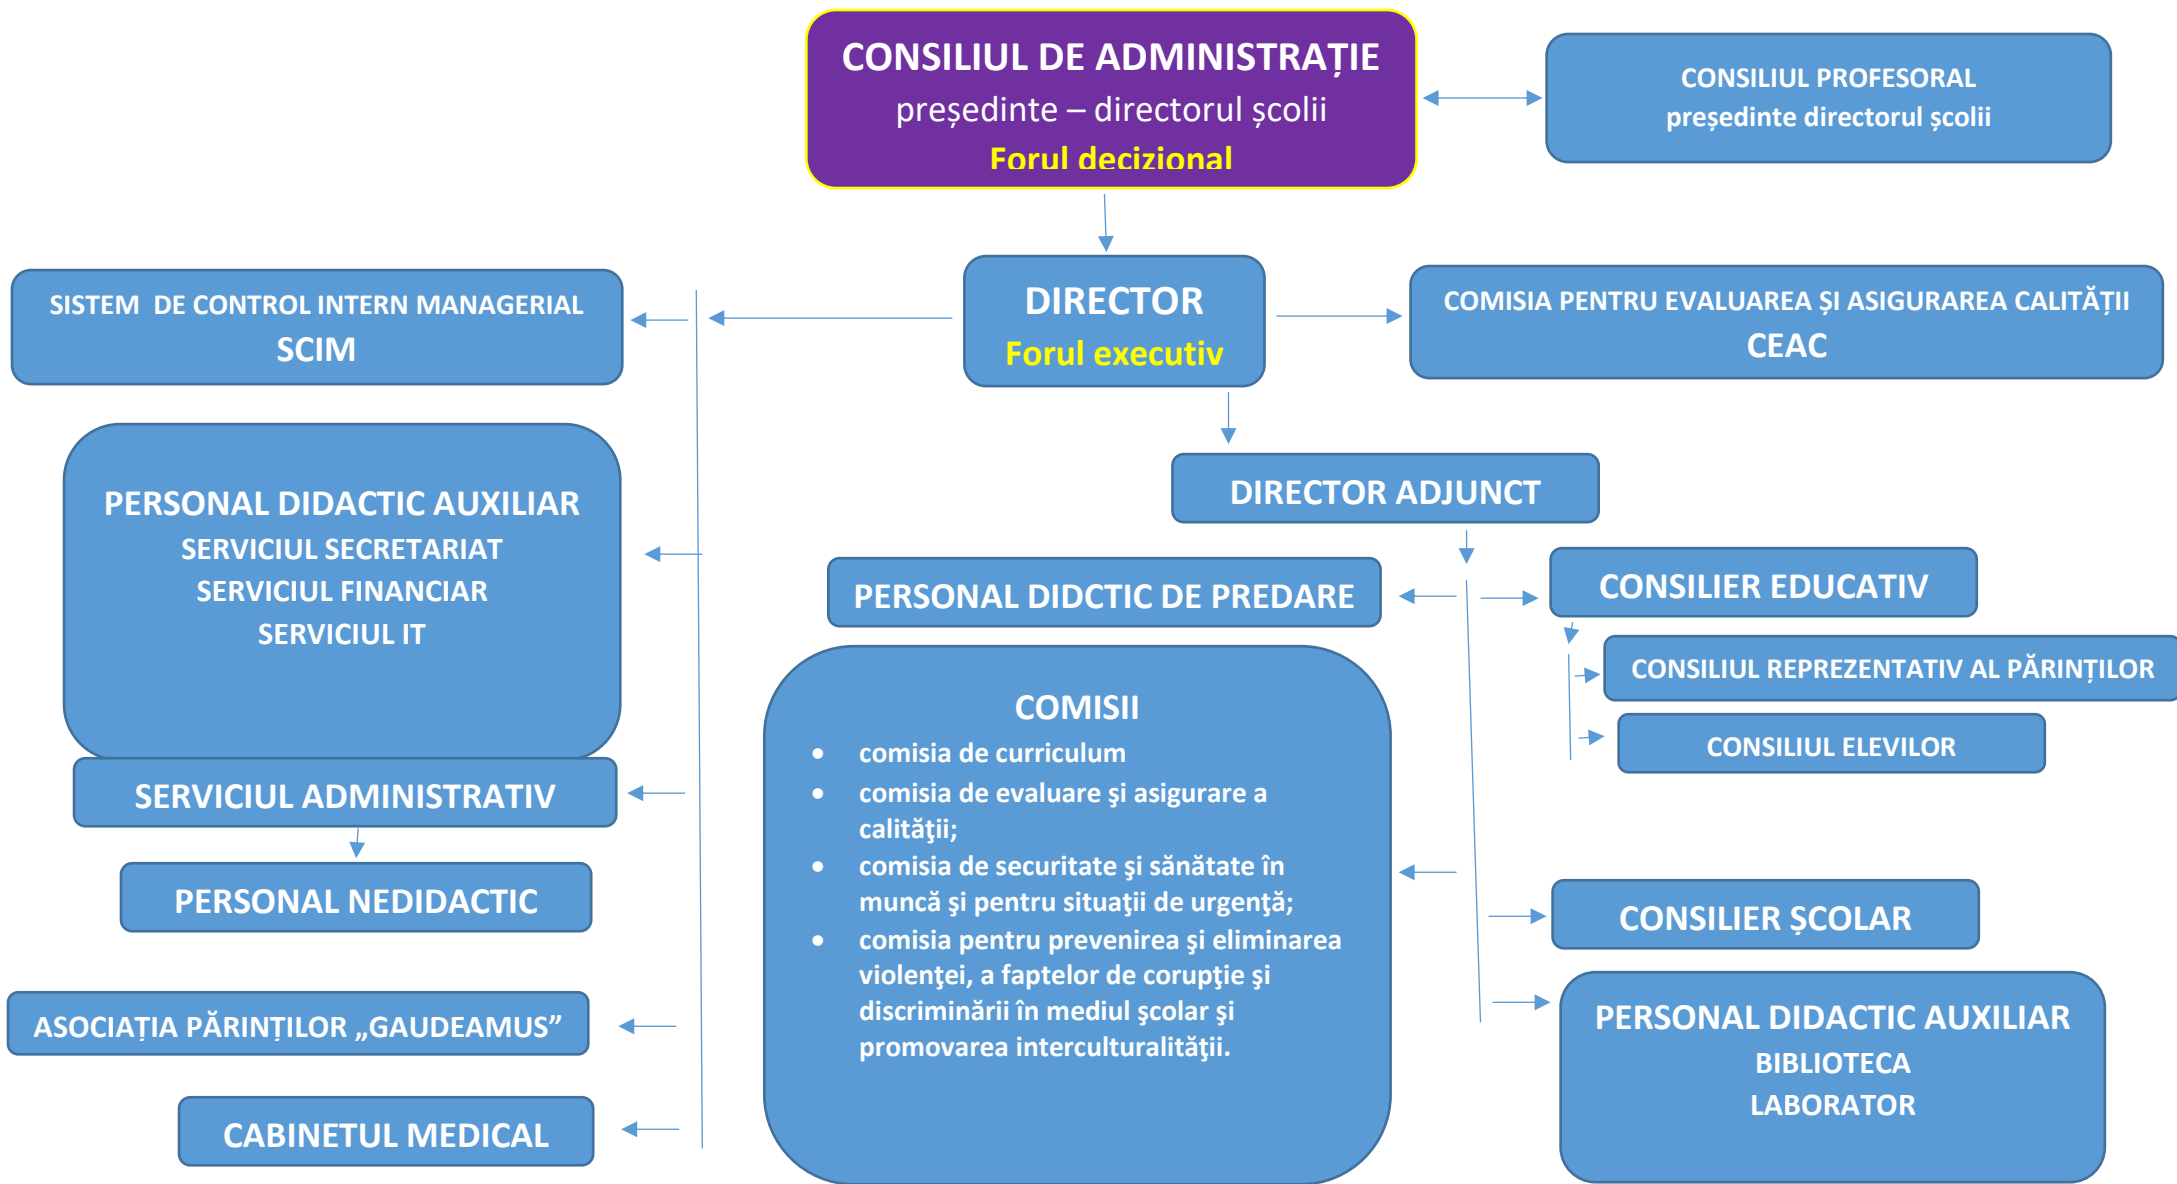 CONSILIUL DE ADMINISTRAȚIE
președinte – directorul școlii
Forul decizional
CONSILIUL PROFESORAL
președinte directorul școlii
SISTEM DE CONTROL INTERN MANAGERIAL
SCIM
DIRECTOR
Forul executiv
COMISIA PENTRU EVALUAREA ȘI ASIGURAREA CALITĂȚII
CEAC
PERSONAL DIDACTIC AUXILIAR
SERVICIUL SECRETARIAT
SERVICIUL FINANCIAR
SERVICIUL IT
DIRECTOR ADJUNCT
PERSONAL DIDCTIC DE PREDARE
CONSILIER EDUCATIV
CONSILIUL REPREZENTATIV AL PĂRINȚILOR
CONSILIUL ELEVILOR
SERVICIUL ADMINISTRATIV
PERSONAL NEDIDACTIC
ASOCIAȚIA PĂRINȚILOR „GAUDEAMUS”
CABINETUL MEDICAL
COMISII
• comisia de curriculum
• comisia de evaluare şi asigurare a
calităţii;
• comisia de securitate şi sănătate în
muncă şi pentru situaţii de urgenţă;
• comisia pentru prevenirea şi eliminarea
violenţei, a faptelor de corupţie şi
discriminării în mediul şcolar şi
promovarea interculturalităţii.
CONSILIER ȘCOLAR
PERSONAL DIDACTIC AUXILIAR
BIBLIOTECA
LABORATOR